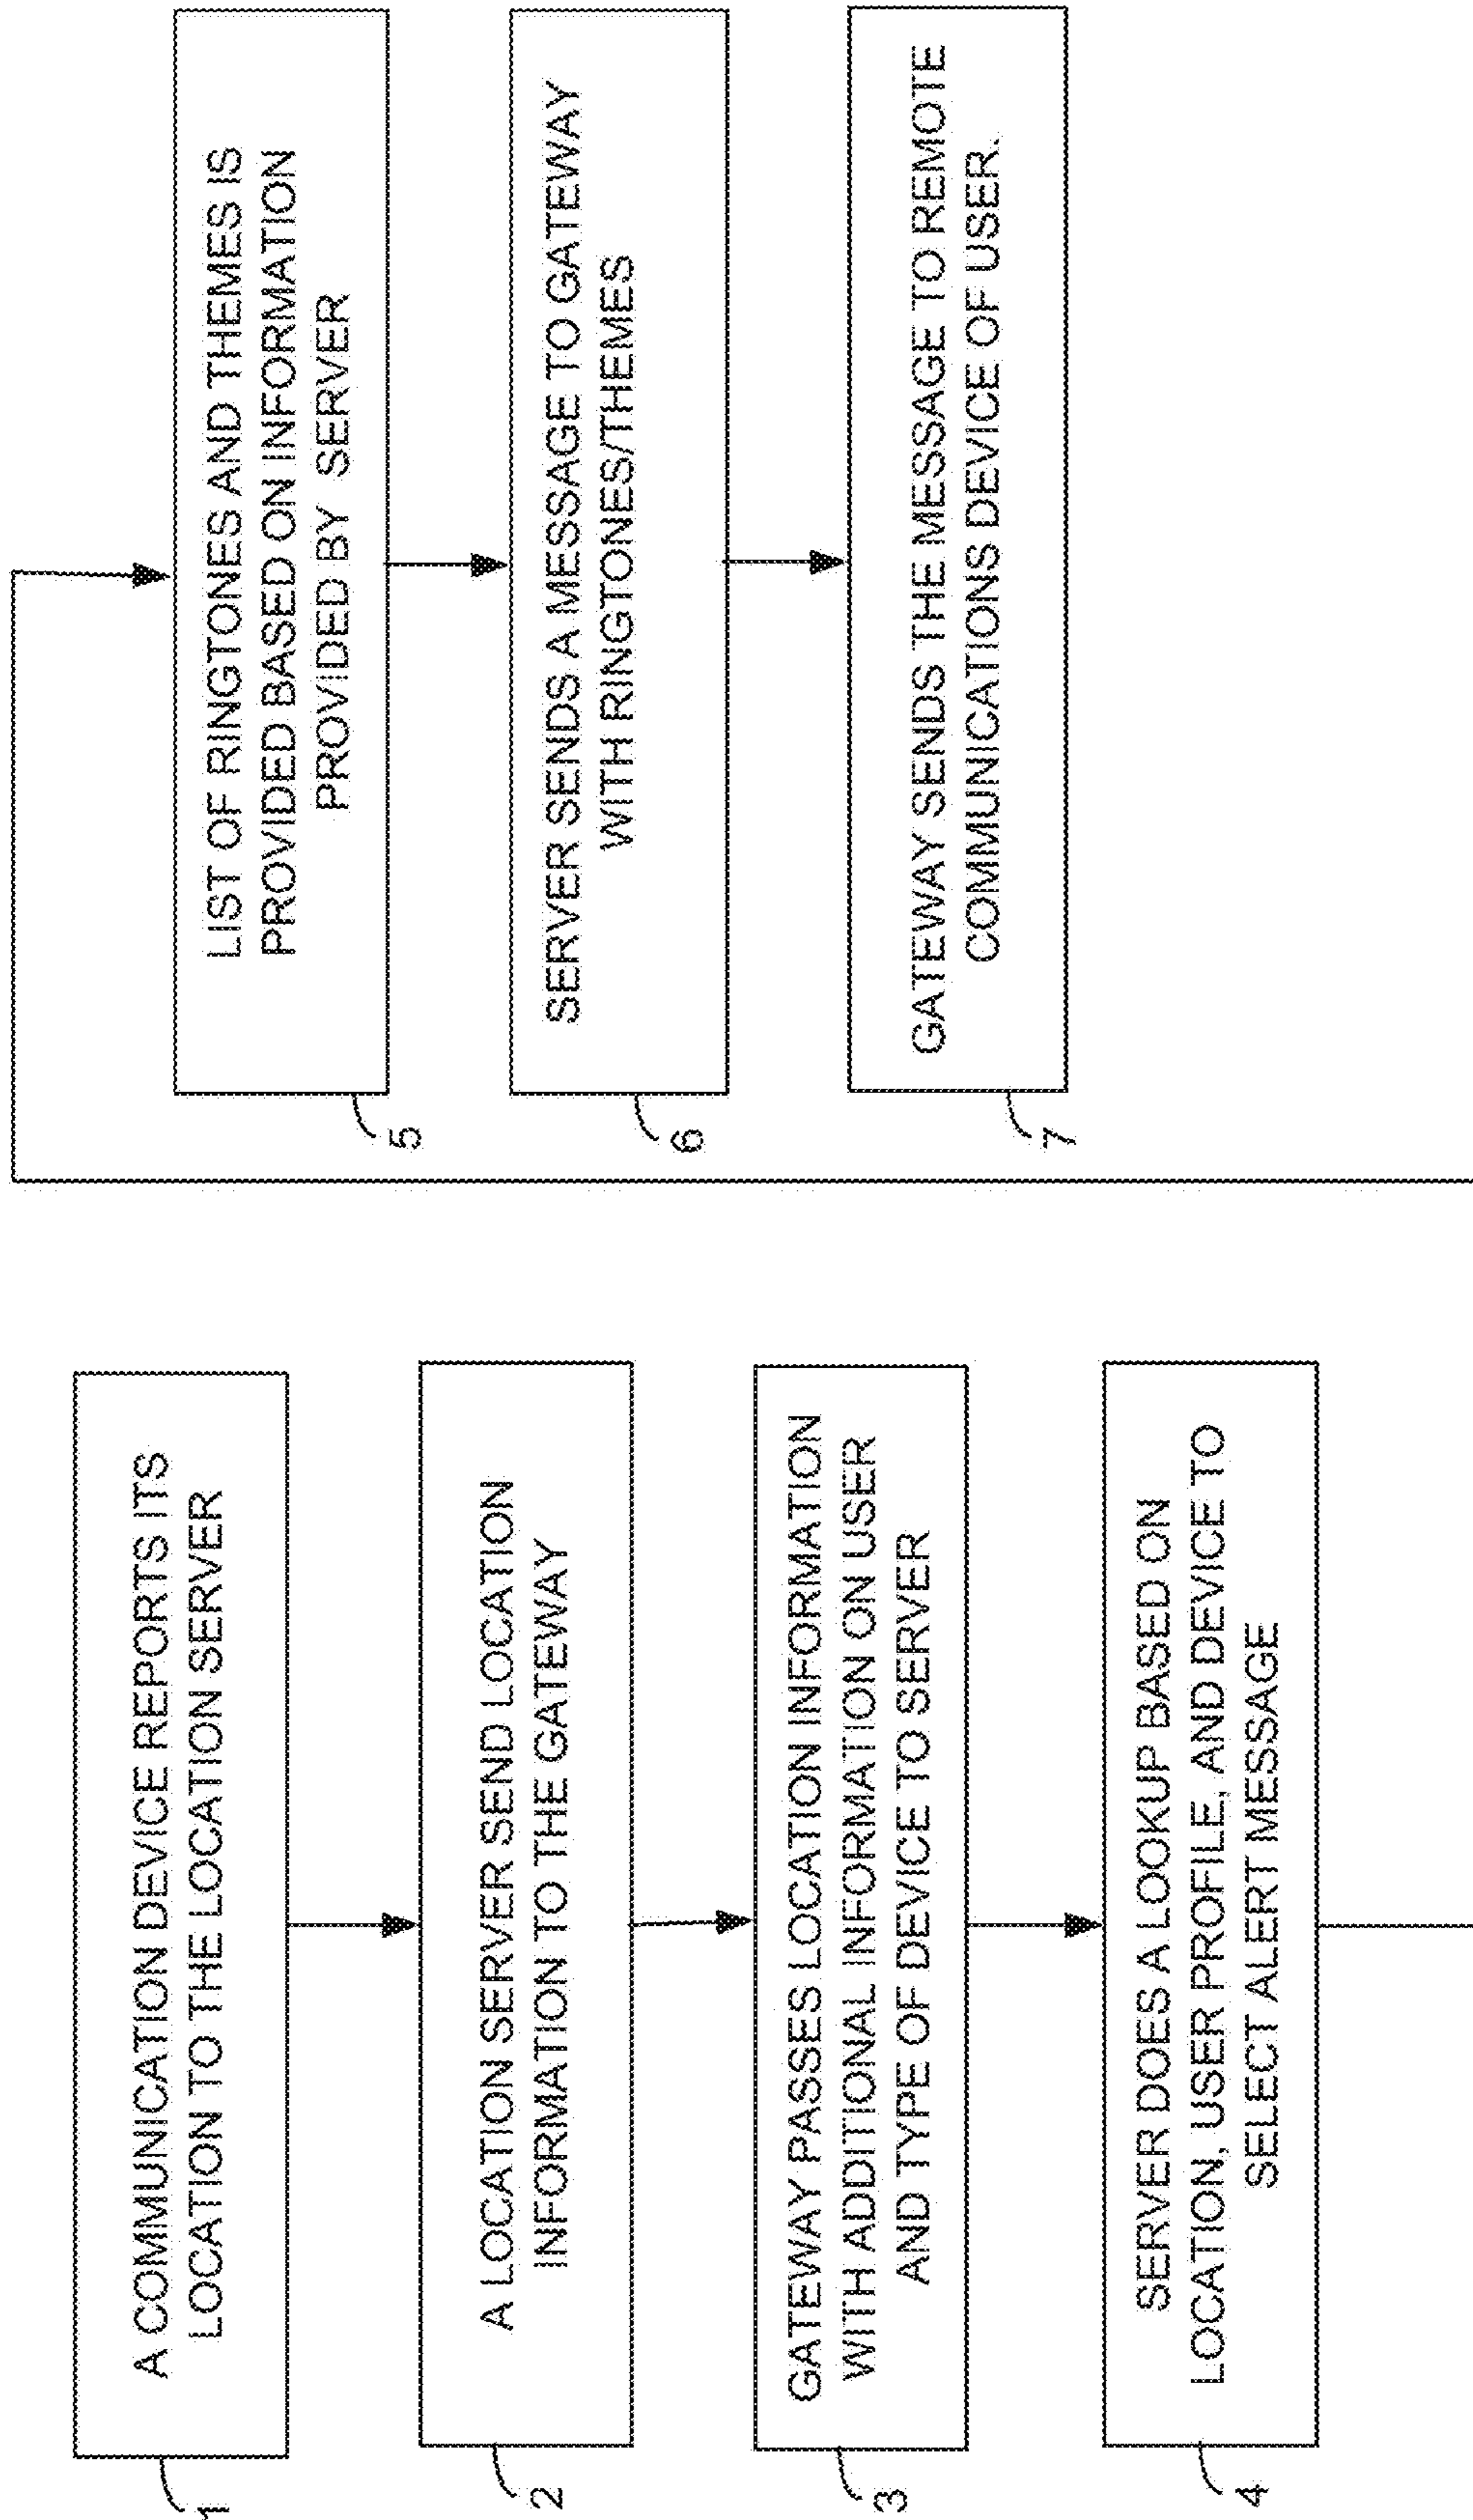 A COMMUNICATION DEVICE REPORTS ITS
LOCATION TO THE LOCATION SERVER
1
A LOCATION SERVER SEND LOCATION
INFORMATION TO THE GATEWAY
2
GATEWAY PASSES LOCATION INFORMATION
WITH ADDITIONAL INFORMATION ON USER
AND TYPE OF DEVICE TO SERVER
3
SERVER DOES A LOOKUP BASED ON
LOCATION, USER PROFILE, AND DEVICE TO
SELECT ALERT MESSAGE
4
LIST OF RINGTONES AND THEMES IS
PROVIDED BASED ON INFORMATION
PROVIDED BY SERVER
5
SERVER SENDS A MESSAGE TO GATEWAY
WITH RINGTONES/THEMES
6
GATEWAY SENDS THE MESSAGE TO REMOTE
COMMUNICATIONS DEVICE OF USER.
7